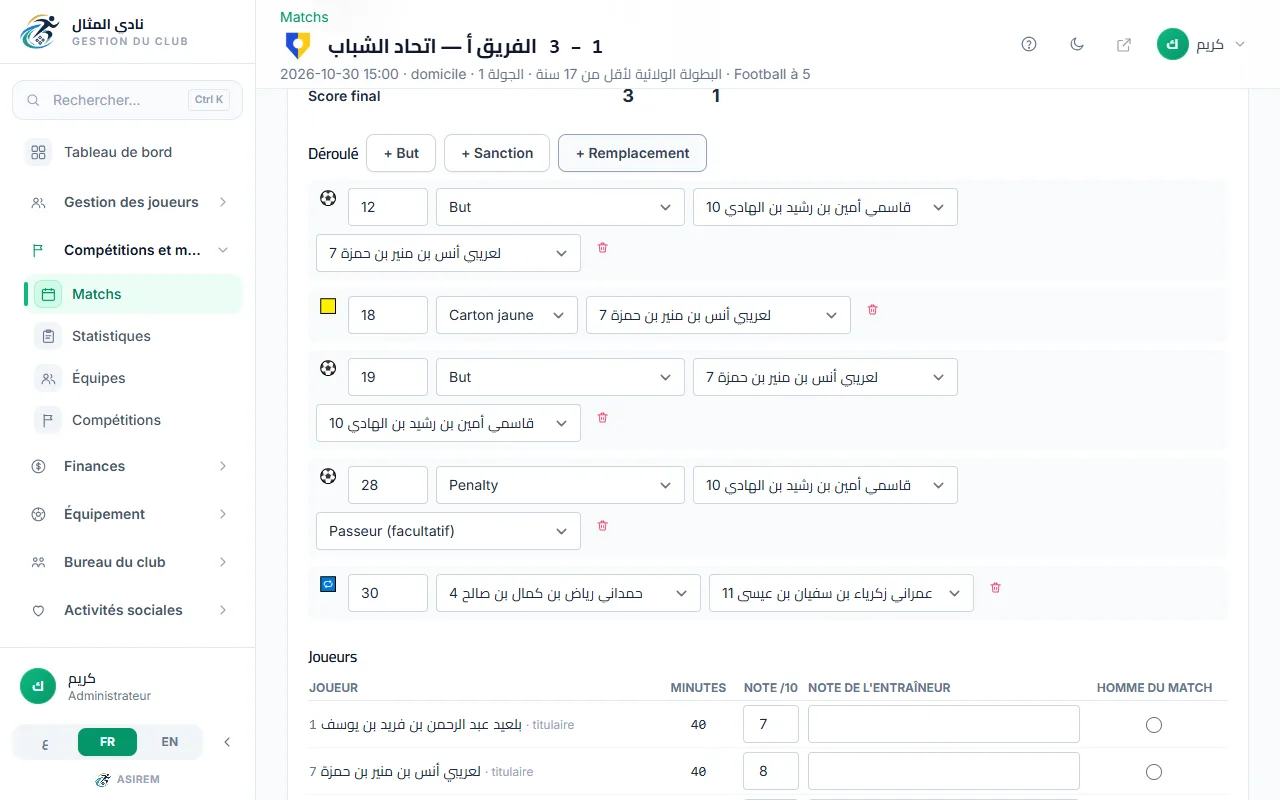 نادي المثال
GESTION DU CLUB
Rechercher... Ctrl K
Tableau de bord
Gestion des joueurs
Compétitions et m...
Matchs
Statistiques
Équipes
Compétitions
Finances
Équipement
Bureau du club
Activités sociales
ك كريم
Administrateur
ع FR EN
ASIREM
Matchs
الفريق أ — اتحاد الشباب 3 – 1
2026-10-30 15:00 · domicile · البطولة الولائية لأقل من 17 سنة · الجولة 1 · Football à 5
ك كريم
Score final 3 1
Déroulé + But + Sanction + Remplacement
12 But 10 قاسمي أمين بن رشيد بن الهادي
7 لعريبي أنس بن منير بن حمزة
18 Carton jaune 7 لعريبي أنس بن منير بن حمزة
19 But 7 لعريبي أنس بن منير بن حمزة
10 قاسمي أمين بن رشيد بن الهادي
28 Penalty 10 قاسمي أمين بن رشيد بن الهادي
Passeur (facultatif)
30 4 حمداني رياض بن كمال بن صالح 11 عمراني زكرياء بن سفيان بن عيسى
Joueurs
JOUEUR MINUTES NOTE /10 NOTE DE L'ENTRAÎNEUR HOMME DU MATCH
1 بلعيد عبد الرحمن بن فريد بن يوسف · titulaire 40 7
7 لعريبي أنس بن منير بن حمزة · titulaire 40 8